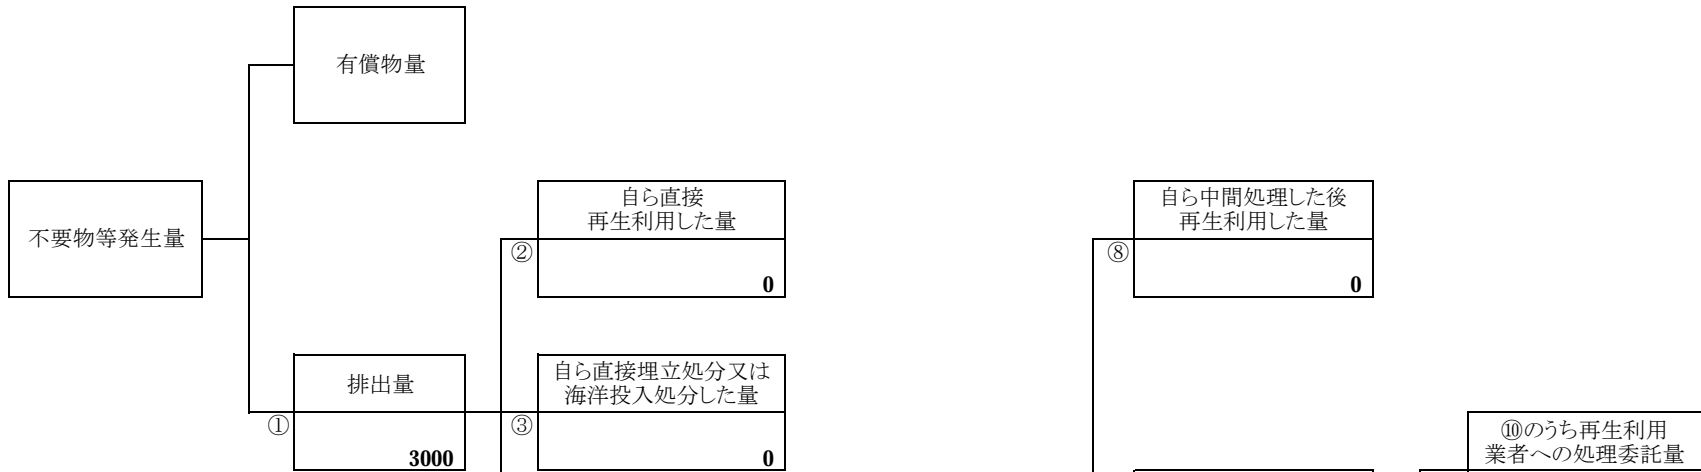 有償物量
不要物等発生量
自ら直接
再生利用した量
②
0
自ら中間処理した後
再生利用した量
⑧
0
排出量
①
3000
自ら直接埋立処分又は
海洋投入処分した量
③
0
⑩のうち再生利用
業者への処理委託量